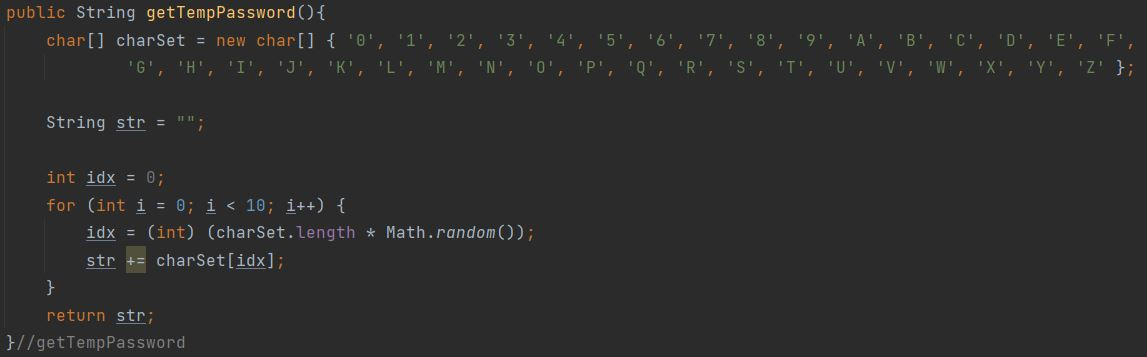 public String getTempPassword(){
    char[] charSet = new char[] { '0', '1', '2', '3', '4', '5', '6', '7', '8', '9', 'A', 'B', 'C', 'D', 'E', 'F',
            'G', 'H', 'I', 'J', 'K', 'L', 'M', 'N', 'O', 'P', 'Q', 'R', 'S', 'T', 'U', 'V', 'W', 'X', 'Y', 'Z' };
    String str = "";
    int idx = 0;
    for (int i = 0; i < 10; i++) {
        idx = (int) (charSet.length * Math.random());
        str += charSet[idx];
    }
    return str;
}//getTempPassword